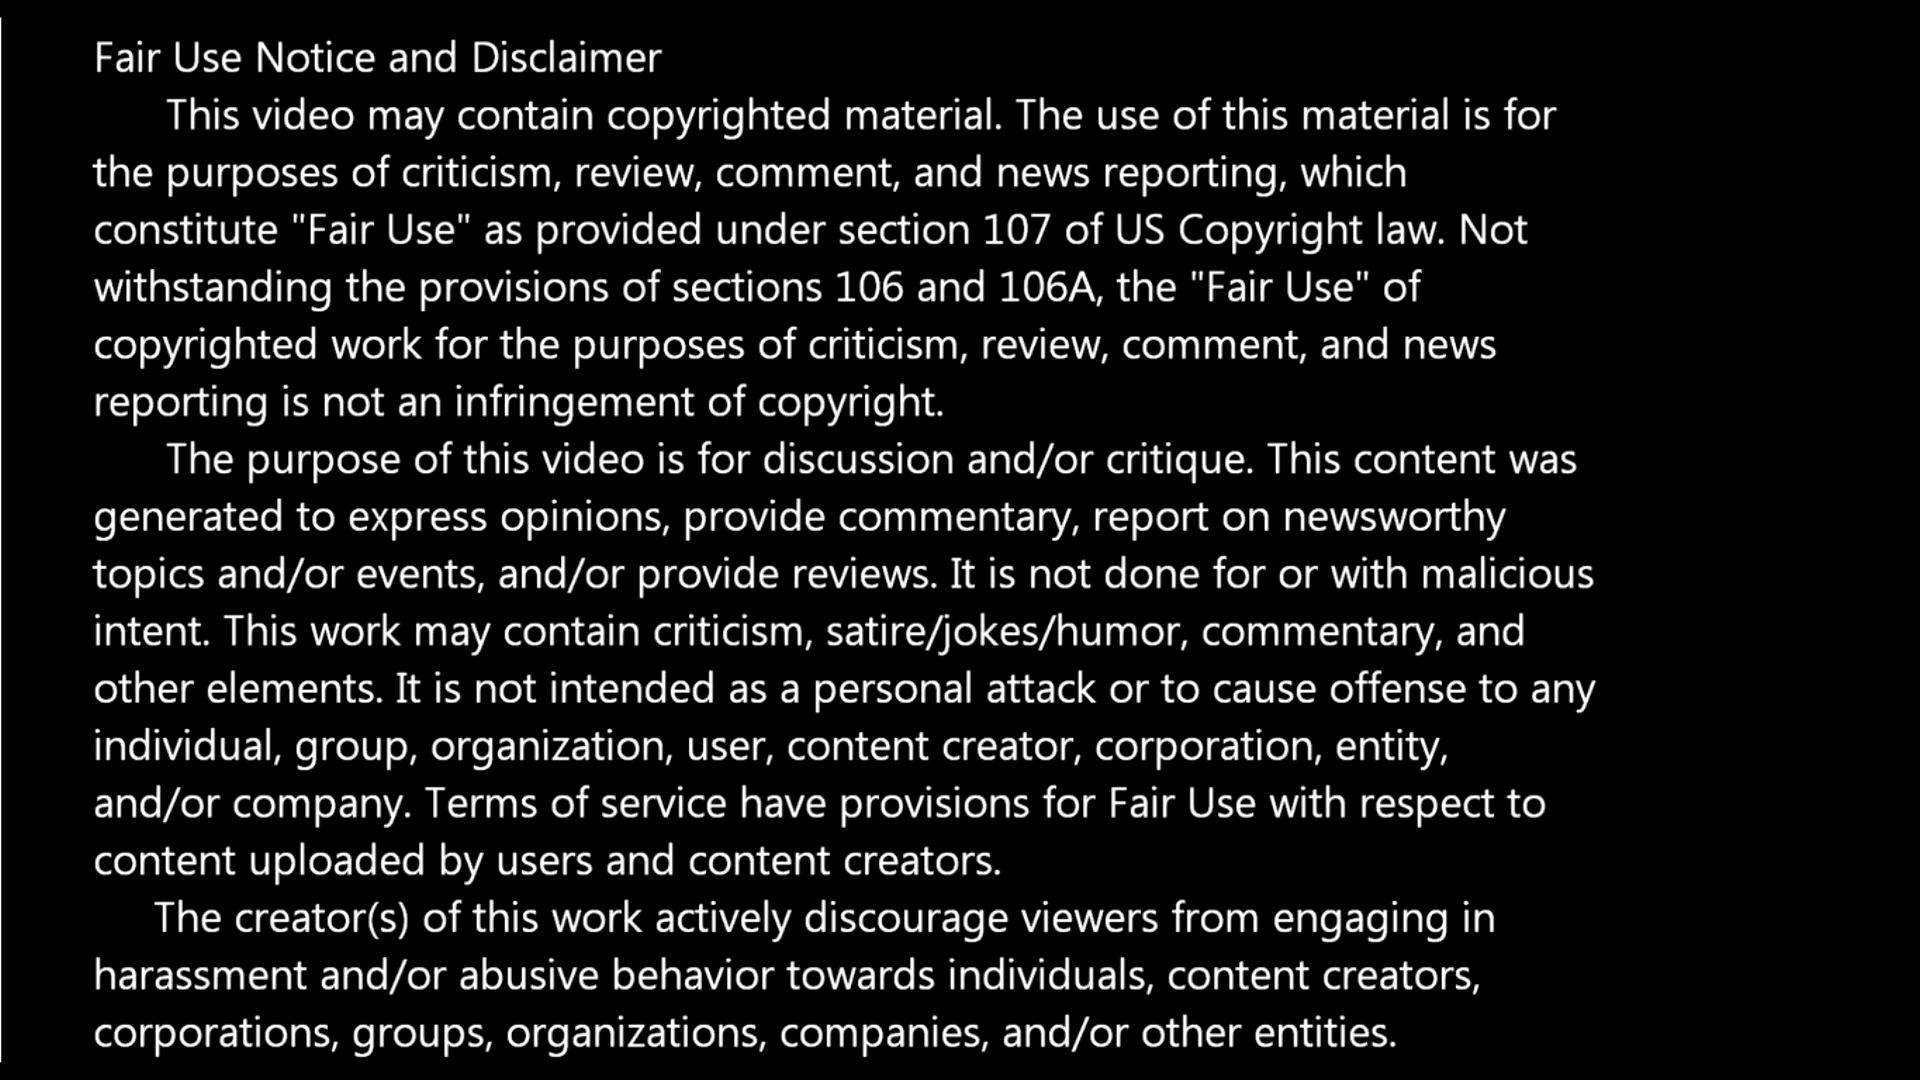 Fair Use Notice and Disclaimer
This video may contain copyrighted material. The use of this material is for
the purposes of criticism, review, comment, and news reporting, which
constitute "Fair Use" as provided under section 107 of US Copyright law. Not
withstanding the provisions of sections 106 and 106A, the "Fair Use" of
copyrighted work for the purposes of criticism, review, comment, and news
reporting is not an infringement of copyright.
The purpose of this video is for discussion and/or critique. This content was
generated to express opinions, provide commentary, report on newsworthy
topics and/or events, and/or provide reviews. It is not done for or with malicious
intent. This work may contain criticism, satire/jokes/humor, commentary, and
other elements. It is not intended as a personal attack or to cause offense to any
individual, group, organization, user, content creator, corporation, entity,
and/or company. Terms of service have provisions for Fair Use with respect to
content uploaded by users and content creators.
The creator(s) of this work actively discourage viewers from engaging in
harassment and/or abusive behavior towards individuals, content creators,
corporations, groups, organizations, companies, and/or other entities.